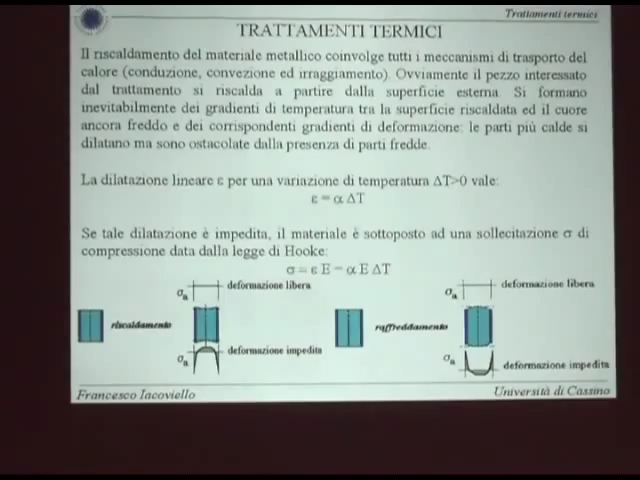 Trattamenti termici
TRATTAMENTI TERMICI
Il riscaldamento del materiale metallico coinvolge tutti i meccanismi di trasporto del
calore (conduzione, convezione ed irraggiamento). Ovviamente il pezzo interessato
dal trattamento si riscalda a partire dalla superficie esterna. Si formano
inevitabilmente dei gradienti di temperatura tra la superficie riscaldata ed il cuore
ancora freddo e dei corrispondenti gradienti di deformazione: le parti più calde si
dilatano ma sono ostacolate dalla presenza di parti fredde.
La dilatazione lineare ε per una variazione di temperatura ΔT>0 vale:
ε = α ΔT
Se tale dilatazione è impedita, il materiale è sottoposto ad una sollecitazione σ di
compressione data dalla legge di Hooke:
σ = ε E = α E ΔT
σa deformazione libera σa deformazione libera
riscaldamento raffreddamento
σa deformazione impedita σa deformazione impedita
Francesco Iacoviello Università di Cassino